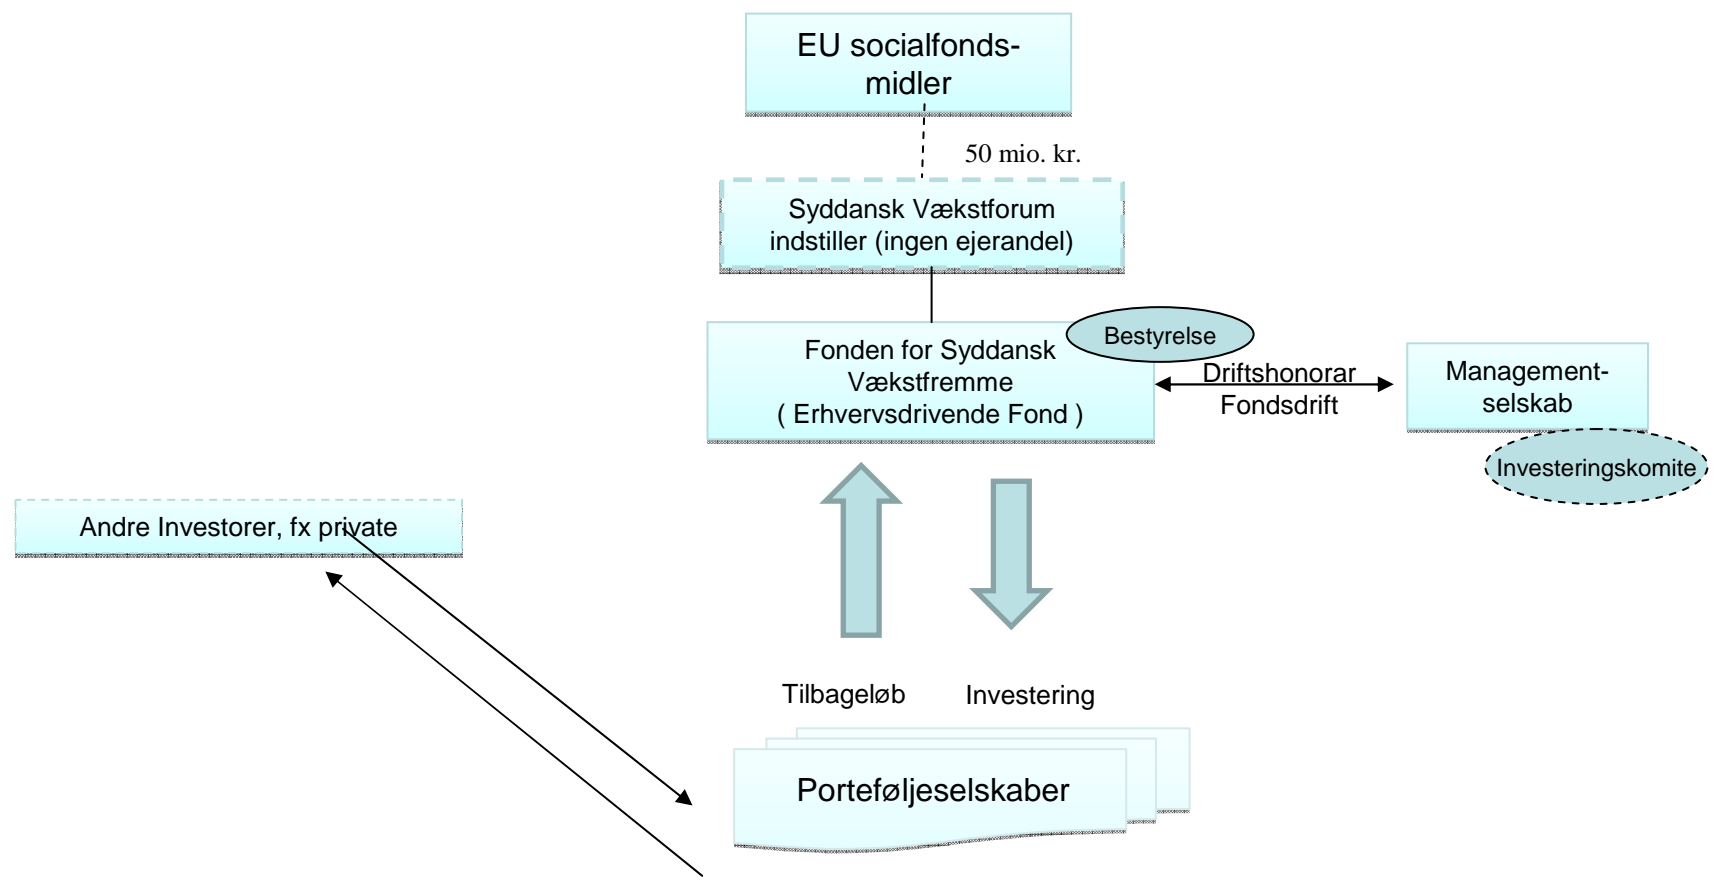 EU socialfonds-
midler
50 mio. kr.
Syddansk Vækstforum
indstiller (ingen ejerandel)
Bestyrelse
Fonden for Syddansk
Vækstfremme
( Erhvervsdrivende Fond )
Driftshonorar
Fondsdrift
Management-
selskab
Investeringskomite
Andre Investorer, fx private
Tilbageløb
Investering
Porteføljeselskaber